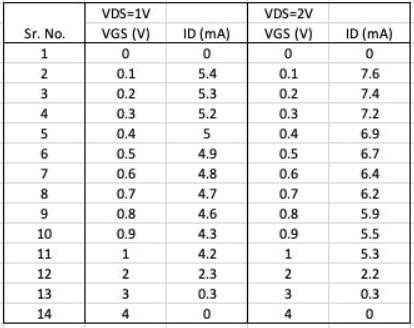 VDS=1V VDS=2V
Sr. No. VGS (V) ID (mA) VGS (V) ID (mA)
1 0 0 0 0
2 0.1 5.4 0.1 7.6
3 0.2 5.3 0.2 7.4
4 0.3 5.2 0.3 7.2
5 0.4 5 0.4 6.9
6 0.5 4.9 0.5 6.7
7 0.6 4.8 0.6 6.4
8 0.7 4.7 0.7 6.2
9 0.8 4.6 0.8 5.9
10 0.9 4.3 0.9 5.5
11 1 4.2 1 5.3
12 2 2.3 2 2.2
13 3 0.3 3 0.3
14 4 0 4 0